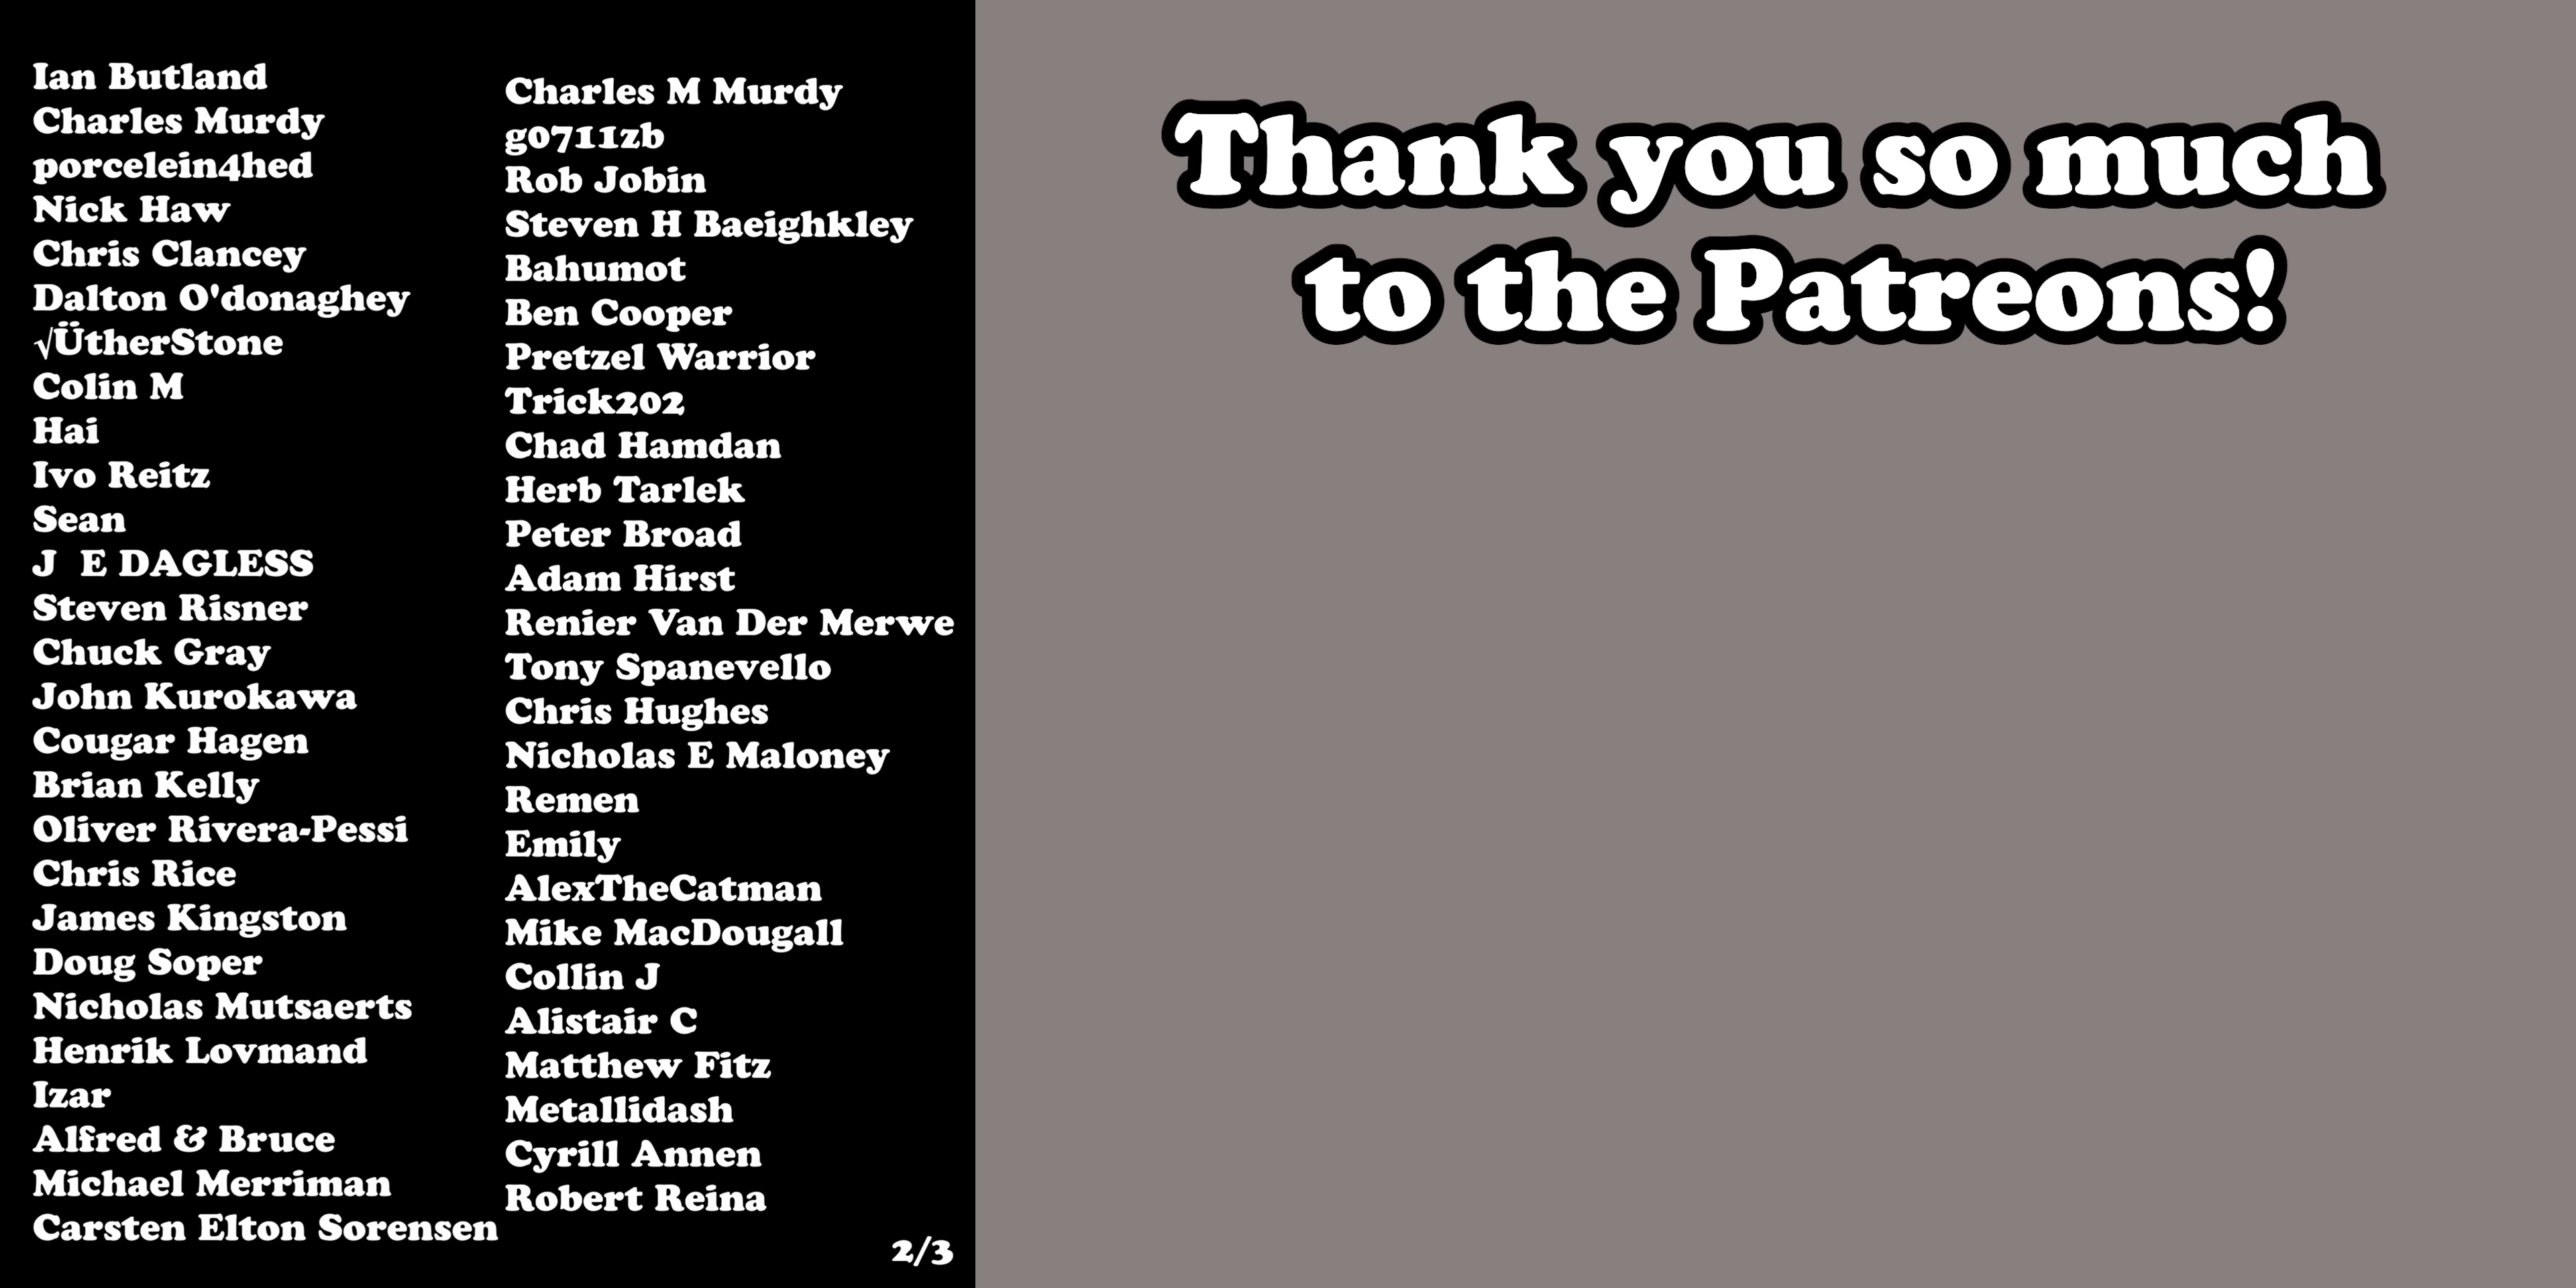 Ian Butland
Charles Murdy
porcelein4hed
Nick Haw
Chris Clancey
Dalton O'donaghey
√ÜtherStone
Colin M
Hai
Ivo Reitz
Sean
J  E DAGLESS
Steven Risner
Chuck Gray
John Kurokawa
Cougar Hagen
Brian Kelly
Oliver Rivera-Pessi
Chris Rice
James Kingston
Doug Soper
Nicholas Mutsaerts
Henrik Lovmand
Izar
Alfred & Bruce
Michael Merriman
Carsten Elton Sorensen
Charles M Murdy
g0711zb
Rob Jobin
Steven H Baeighkley
Bahumot
Ben Cooper
Pretzel Warrior
Trick202
Chad Hamdan
Herb Tarlek
Peter Broad
Adam Hirst
Renier Van Der Merwe
Tony Spanevello
Chris Hughes
Nicholas E Maloney
Remen
Emily
AlexTheCatman
Mike MacDougall
Collin J
Alistair C
Matthew Fitz
Metallidash
Cyrill Annen
Robert Reina
2/3
Thank you so much
to the Patreons!